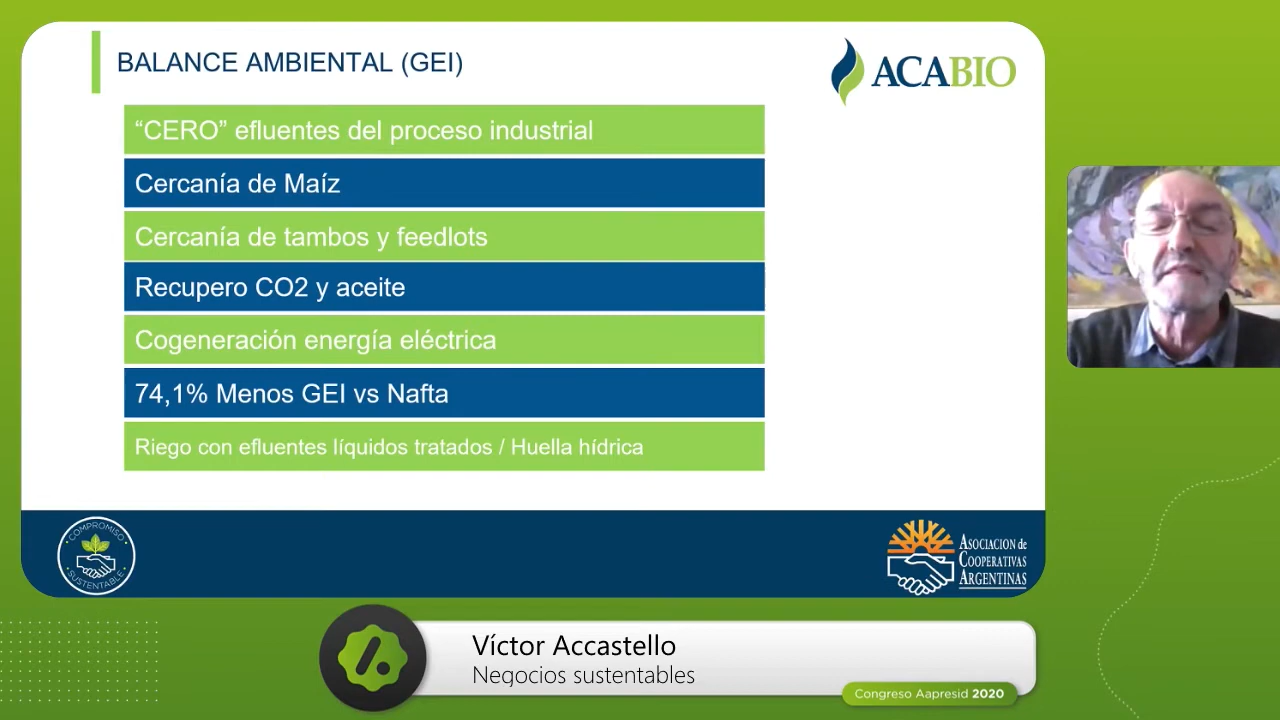 BALANCE AMBIENTAL (GEI)
ACABIO
“CERO” efluentes del proceso industrial
Cercanía de Maíz
Cercanía de tambos y feedlots
Recupero CO2 y aceite
Cogeneración energía eléctrica
74,1% Menos GEI vs Nafta
Riego con efluentes líquidos tratados / Huella hídrica
COMPROMISO
SUSTENTABLE
ASOCIACION de
COOPERATIVAS
ARGENTINAS
Víctor Accastello
Negocios sustentables
Congreso Aapresid 2020